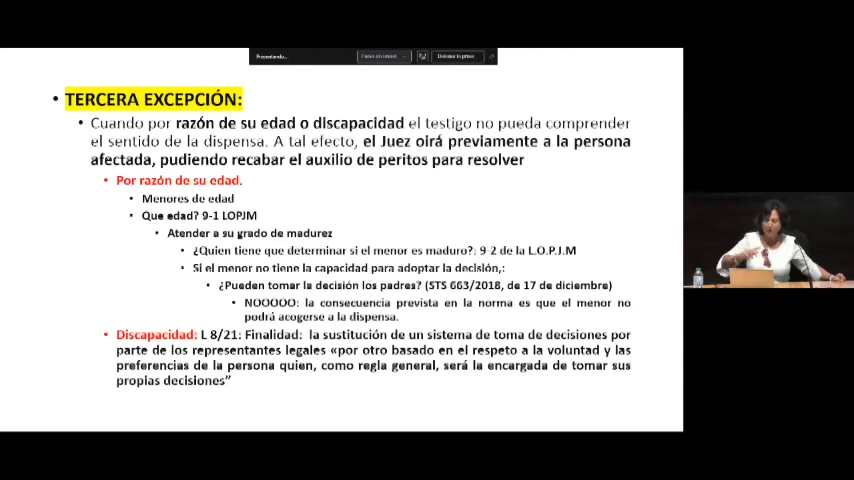 Presentando...
• TERCERA EXCEPCIÓN:
• Cuando por razón de su edad o discapacidad el testigo no pueda comprender
el sentido de la dispensa. A tal efecto, el Juez oirá previamente a la persona
afectada, pudiendo recabar el auxilio de peritos para resolver
• Por razón de su edad.
• Menores de edad
• Que edad? 9-1 LOPJM
• Atender a su grado de madurez
• ¿Quien tiene que determinar si el menor es maduro?: 9-2 de la L.O.P.J.M
• Si el menor no tiene la capacidad para adoptar la decisión,:
• ¿Pueden tomar la decisión los padres? (STS 663/2018, de 17 de diciembre)
• NOOOOO: la consecuencia prevista en la norma es que el menor no
podrá acogerse a la dispensa.
• Discapacidad: L 8/21: Finalidad: la sustitución de un sistema de toma de decisiones por
parte de los representantes legales «por otro basado en el respeto a la voluntad y las
preferencias de la persona quien, como regla general, será la encargada de tomar sus
propias decisiones”